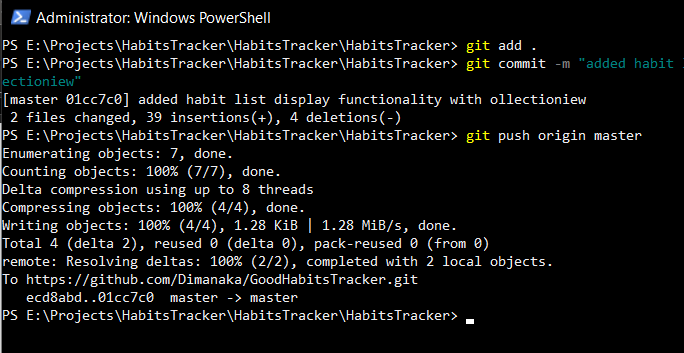 Administrator: Windows PowerShell
PS E:\Projects\HabitsTracker\HabitsTracker\HabitsTracker> git add .
PS E:\Projects\HabitsTracker\HabitsTracker\HabitsTracker> git commit -m "added habit
ectioniew"
[master 01cc7c0] added habit list display functionality with ollectioniew
 2 files changed, 39 insertions(+), 4 deletions(-)
PS E:\Projects\HabitsTracker\HabitsTracker\HabitsTracker> git push origin master
Enumerating objects: 7, done.
Counting objects: 100% (7/7), done.
Delta compression using up to 8 threads
Compressing objects: 100% (4/4), done.
Writing objects: 100% (4/4), 1.28 KiB | 1.28 MiB/s, done.
Total 4 (delta 2), reused 0 (delta 0), pack-reused 0 (from 0)
remote: Resolving deltas: 100% (2/2), completed with 2 local objects.
To https://github.com/Dimanaka/GoodHabitsTracker.git
   ecd8abd..01cc7c0  master -> master
PS E:\Projects\HabitsTracker\HabitsTracker\HabitsTracker>